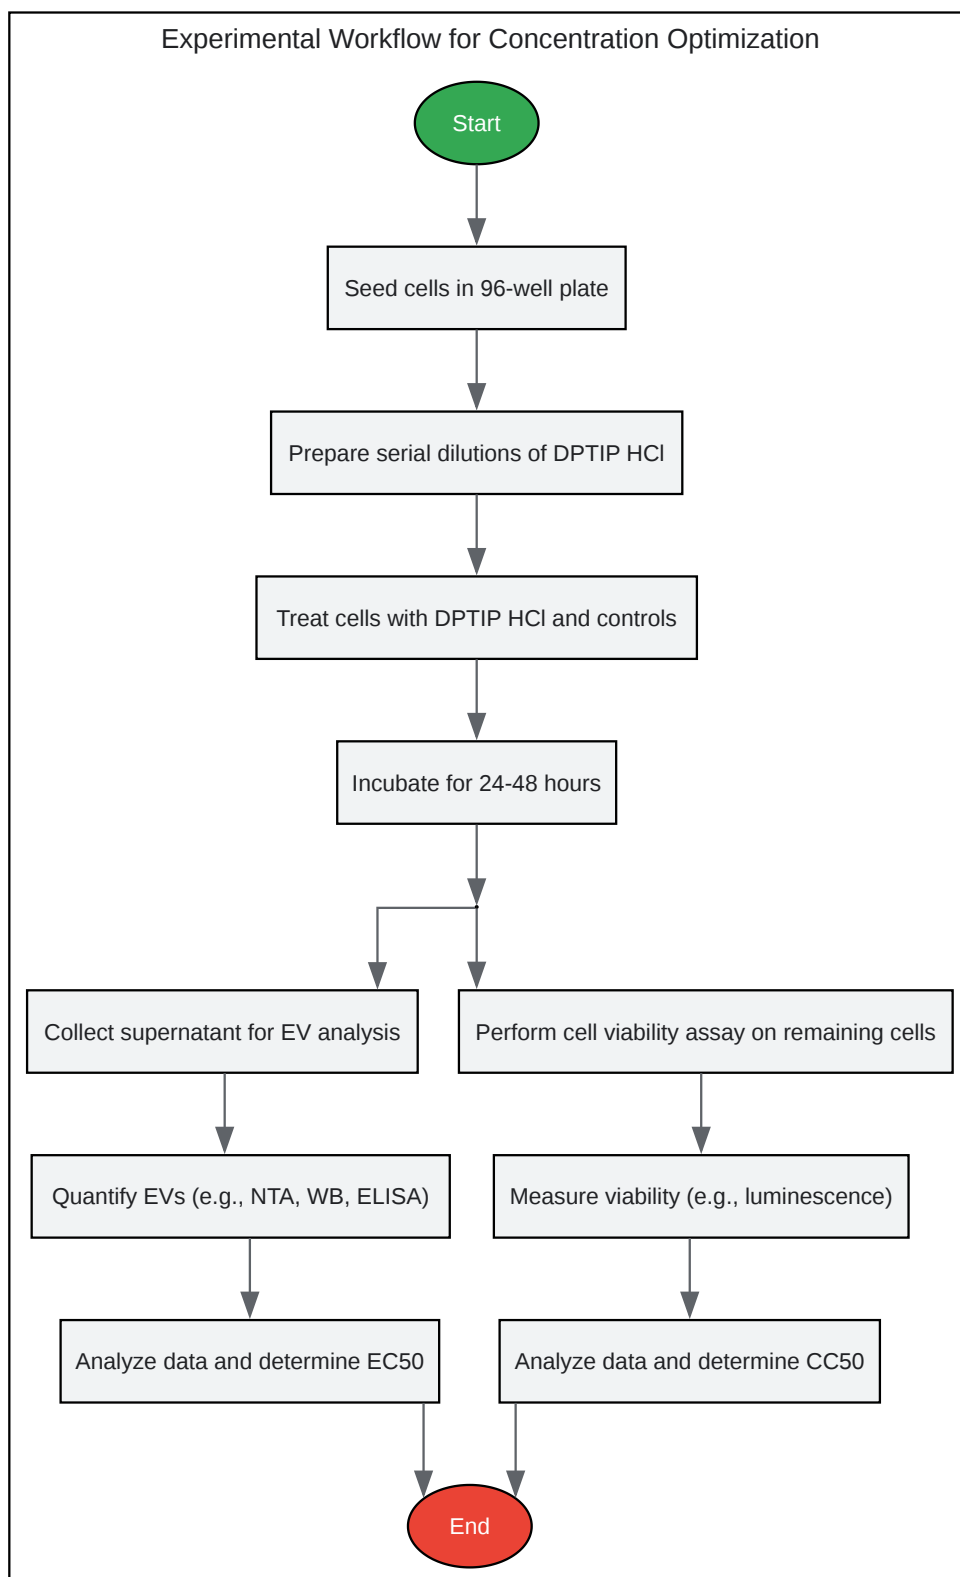 Experimental Workflow for Concentration Optimization
Start
Seed cells in 96-well plate
Prepare serial dilutions of DPTIP HCl
Treat cells with DPTIP HCl and controls
Incubate for 24-48 hours
Collect supernatant for EV analysis
Perform cell viability assay on remaining cells
Quantify EVs (e.g., NTA, WB, ELISA)
Measure viability (e.g., luminescence)
Analyze data and determine EC50
Analyze data and determine CC50
End